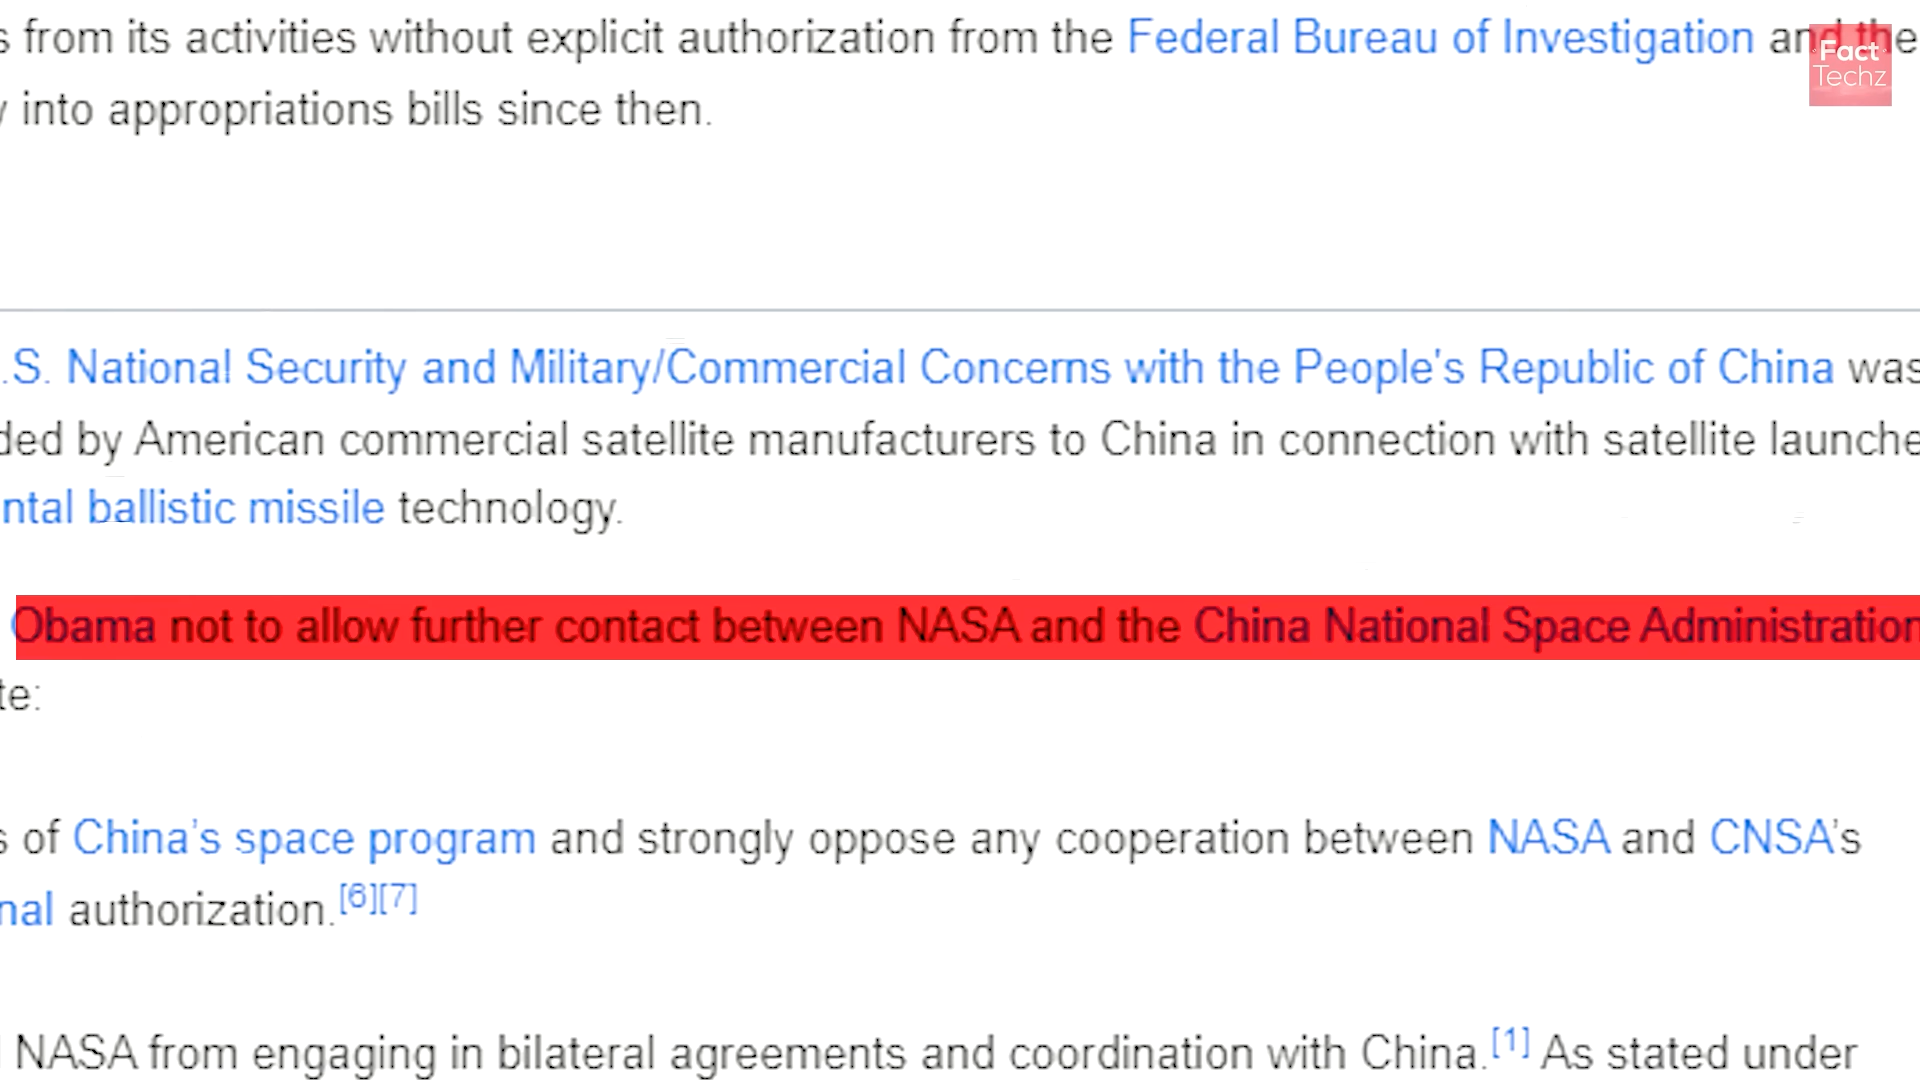 s from its activities without explicit authorization from the Federal Bureau of Investigation and the
Fact
Techz
y into appropriations bills since then.
.S. National Security and Military/Commercial Concerns with the People's Republic of China was
ded by American commercial satellite manufacturers to China in connection with satellite launche
ntal ballistic missile technology.
Obama not to allow further contact between NASA and the China National Space Administration
te:
s of China's space program and strongly oppose any cooperation between NASA and CNSA's
nal authorization.[6][7]
NASA from engaging in bilateral agreements and coordination with China.[1] As stated under